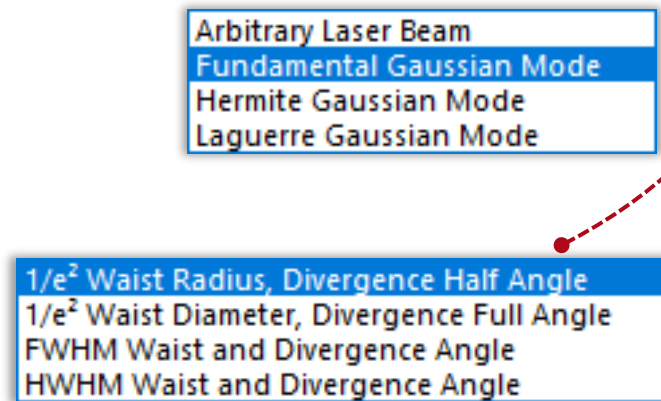 Arbitrary Laser Beam
Fundamental Gaussian Mode
Hermite Gaussian Mode
Laguerre Gaussian Mode
1/e² Waist Radius, Divergence Half Angle
1/e² Waist Diameter, Divergence Full Angle
FWHM Waist and Divergence Angle
HWHM Waist and Divergence Angle